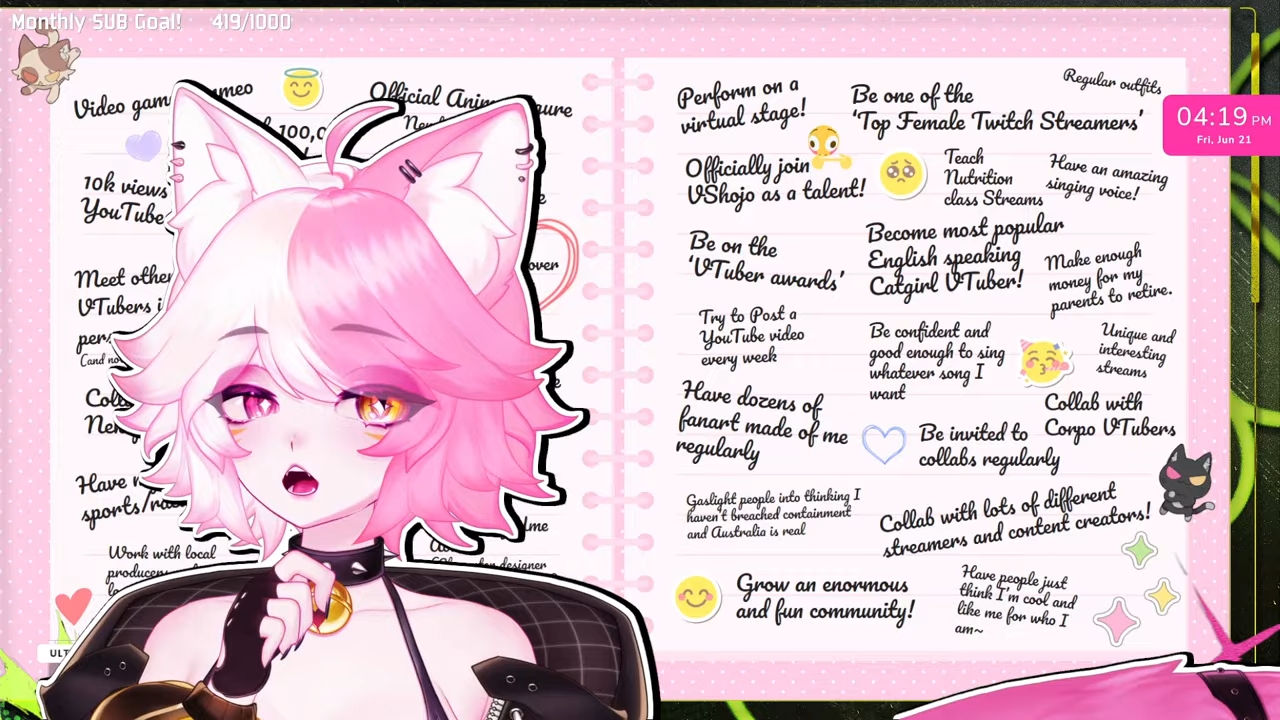 Monthly SUB Goal! 419/1000
Video
Official
100,0
10k views
YouTube
Meet other
VTubers i
Have
Work with local
designer
ULT
Perform on a
virtual stage!
Officially join
VShojo as a talent!
Be on the
'VTuber awards'
Try to Post a
YouTube video
every week
Have dozens of
fanart made of me
regularly
Gaslight people into thinking I
haven't breached containment
and Australia is real
Grow an enormous
and fun community!
Be one of the
'Top Female Twitch Streamers'
Regular outfits
Teach
Nutrition
class Streams
Have an amazing
singing voice!
Become most popular
English speaking
Catgirl VTuber!
Make enough
money for my
parents to retire.
Be confident and
good enough to sing
whatever song I
want
Unique and
interesting
streams
Collab with
Corpo VTubers
Be invited to
collabs regularly
Collab with lots of different
streamers and content creators!
Have people just
think I'm cool and
like me for who I
am~
04:19 PM
Fri, Jun 21